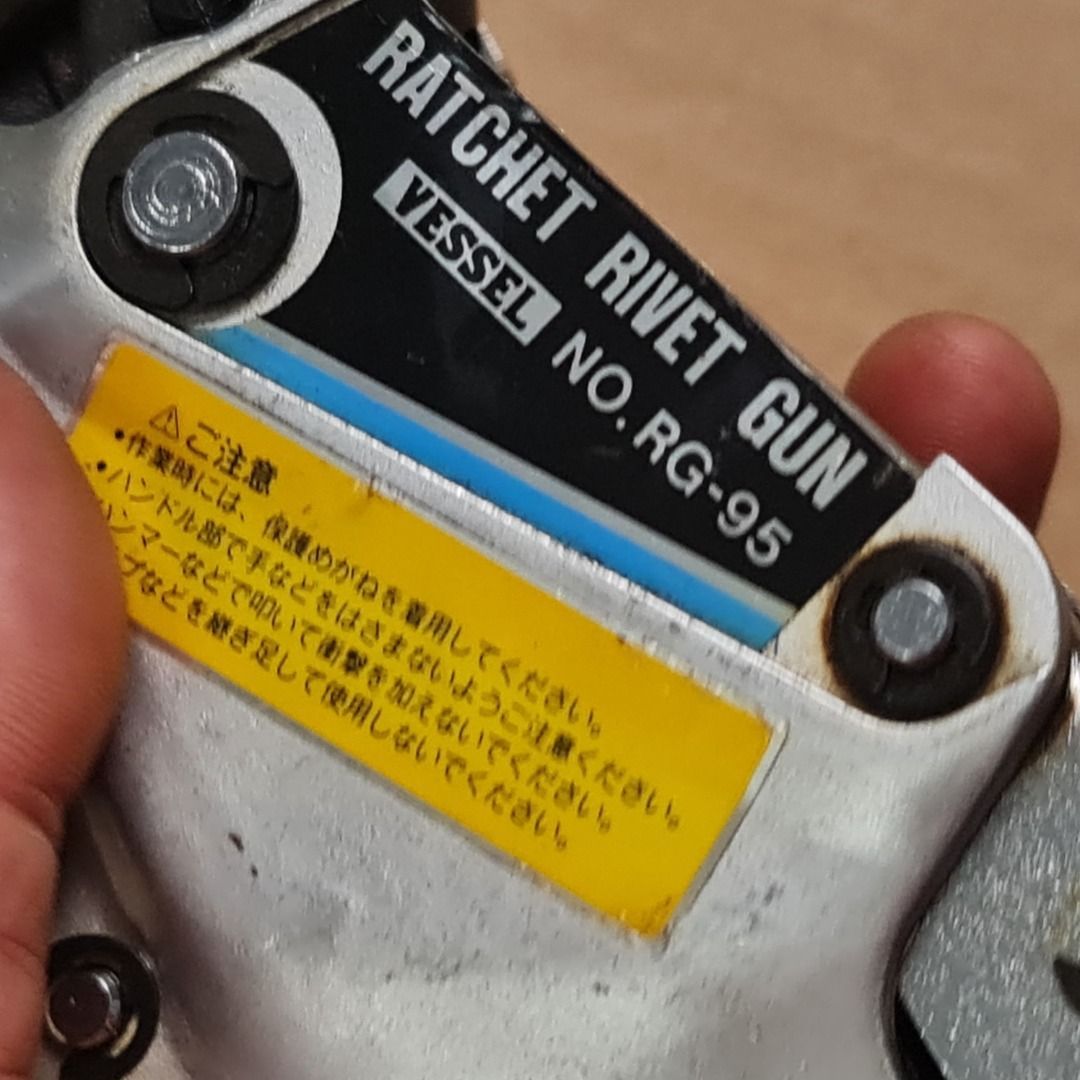 RATCHET RIVET GUN
VESSEL NO. RG-95
⚠ご注意
・作業時には、保護めがねを着用してください。
・ハンドル部で手などをはさまないようご注意ください。
ンマーなどで叩いて衝撃を加えないでください。
プなどを継ぎ足して使用しないでください。